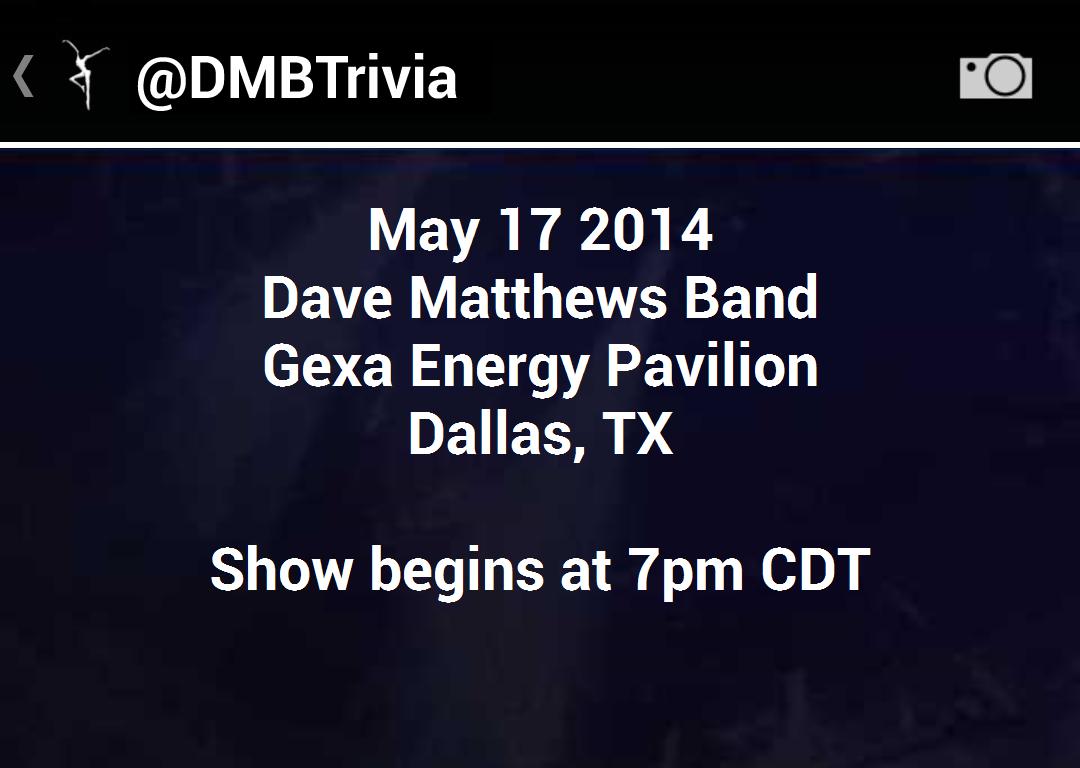 @DMBTrivia
May 17 2014
Dave Matthews Band
Gexa Energy Pavilion
Dallas, TX
Show begins at 7pm CDT